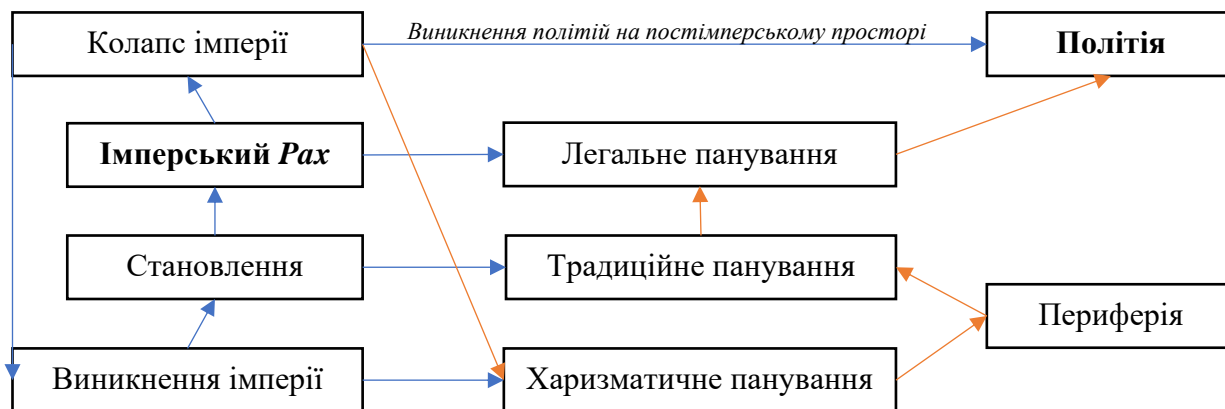 Колапс імперії
Виникнення політій на постімперському просторі
Політія
Імперський Pax
Легальне панування
Становлення
Традиційне панування
Периферія
Виникнення імперії
Харизматичне панування